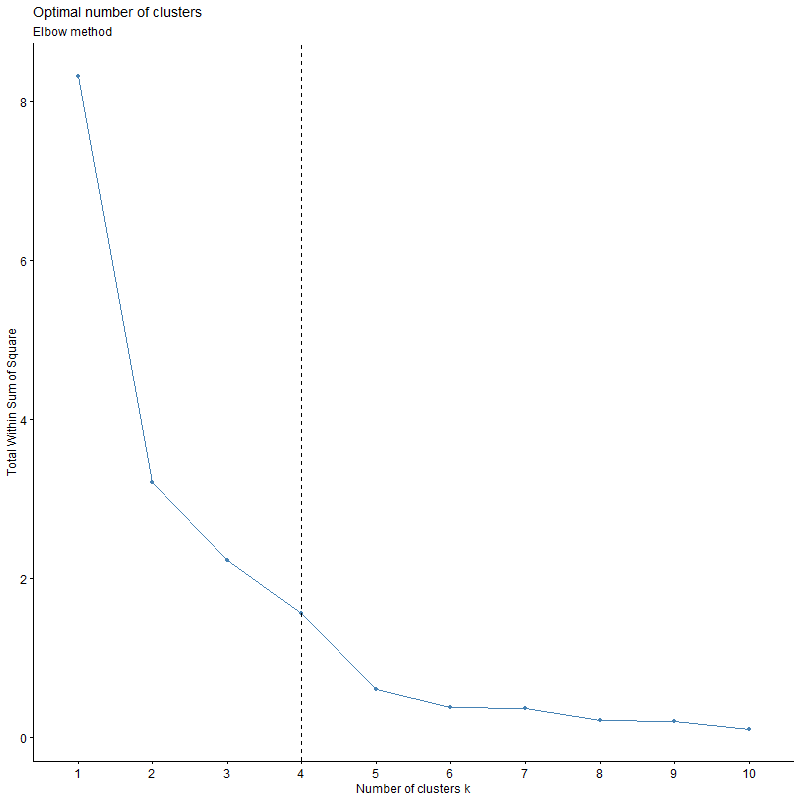 Optimal number of clusters
Elbow method
Total Within Sum of Square
8
6
4
2
0
1 2 3 4 5 6 7 8 9 10
Number of clusters k